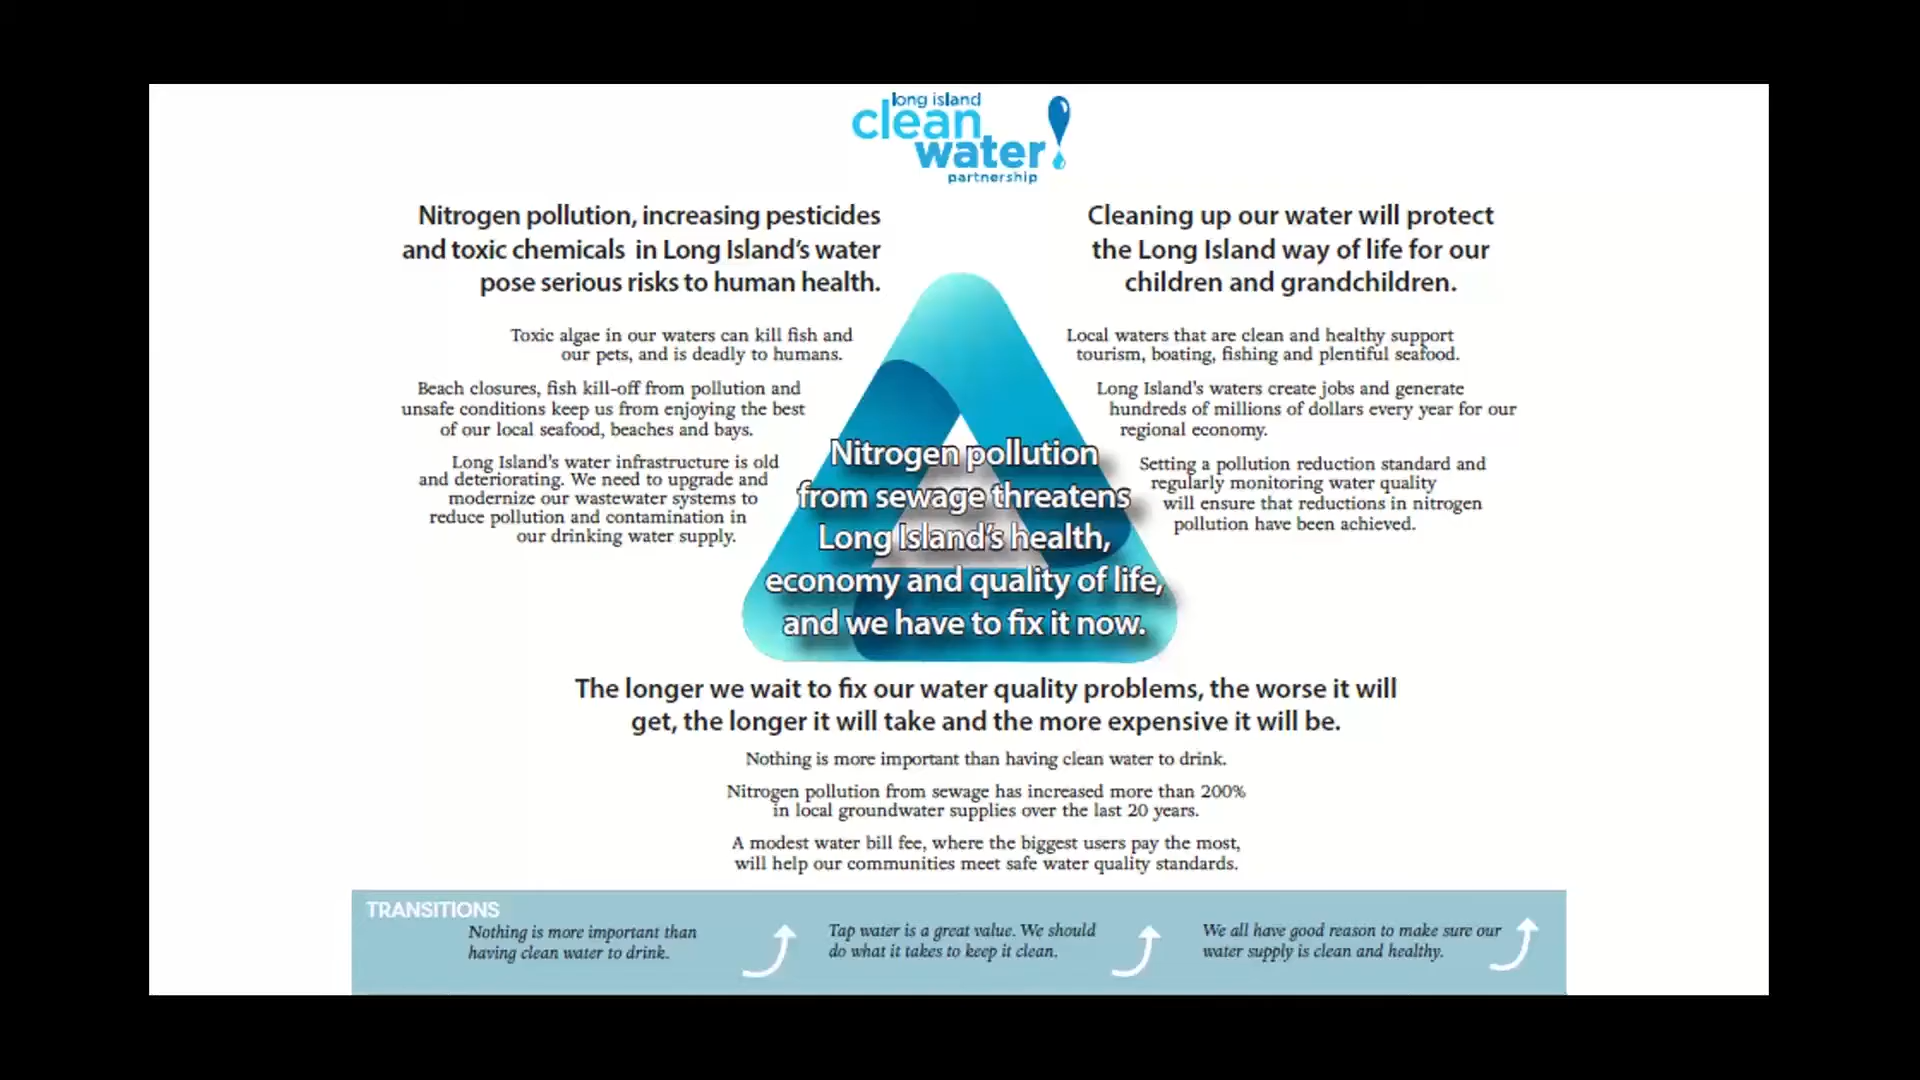 long island
clean
water
partnership
Nitrogen pollution, increasing pesticides
and toxic chemicals in Long Island's water
pose serious risks to human health.
Toxic algae in our waters can kill fish and
our pets, and is deadly to humans.
Beach closures, fish kill-off from pollution and
unsafe conditions keep us from enjoying the best
of our local seafood, beaches and bays.
Long Island's water infrastructure is old
and deteriorating. We need to upgrade and
modernize our wastewater systems to
reduce pollution and contamination in
our drinking water supply.
Cleaning up our water will protect
the Long Island way of life for our
children and grandchildren.
Local waters that are clean and healthy support
tourism, boating, fishing and plentiful seafood.
Long Island's waters create jobs and generate
hundreds of millions of dollars every year for our
regional economy.
Setting a pollution reduction standard and
regularly monitoring water quality
will ensure that reductions in nitrogen
pollution have been achieved.
Nitrogen pollution
from sewage threatens
Long Island's health,
economy and quality of life,
and we have to fix it now.
The longer we wait to fix our water quality problems, the worse it will
get, the longer it will take and the more expensive it will be.
Nothing is more important than having clean water to drink.
Nitrogen pollution from sewage has increased more than 200%
in local groundwater supplies over the last 20 years.
A modest water bill fee, where the biggest users pay the most,
will help our communities meet safe water quality standards.
TRANSITIONS
Nothing is more important than
having clean water to drink.
Tap water is a great value. We should
do what it takes to keep it clean.
We all have good reason to make sure our
water supply is clean and healthy.